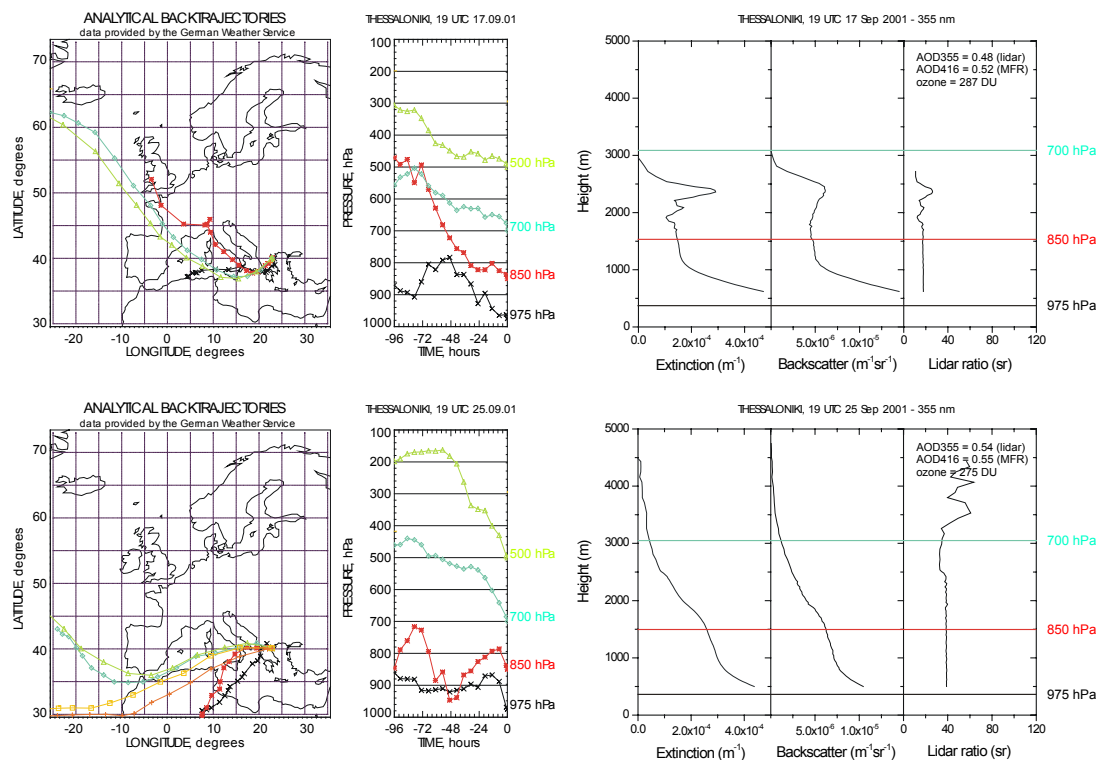 ANALYTICAL BACKTRAJECTORIES
data provided by the German Weather Service
70
60
50
40
30
LATITUDE, degrees
-20
-10
0
10
20
30
LONGITUDE, degrees
THESSALONIKI, 19 UTC 17.09.01
100
200
300
400
500
600
700
800
900
1000
PRESSURE, hPa
500 hPa
700 hPa
850 hPa
975 hPa
-96
-72
-48
-24
0
TIME, hours
THESSALONIKI, 19 UTC 17 Sep 2001 - 355 nm
5000
4000
3000
2000
1000
0
Height (m)
AOD355 = 0.48 (lidar)
AOD416 = 0.52 (MFR)
ozone = 287 DU
700 hPa
850 hPa
975 hPa
0.0
2.0x10⁻⁴
4.0x10⁻⁴
Extinction (m⁻¹)
5.0x10⁻⁶
1.0x10⁻⁵
Backscatter (m⁻¹sr⁻¹)
0
40
80
120
Lidar ratio (sr)
ANALYTICAL BACKTRAJECTORIES
data provided by the German Weather Service
70
60
50
40
30
LATITUDE, degrees
-20
-10
0
10
20
30
LONGITUDE, degrees
THESSALONIKI, 19 UTC 25.09.01
100
200
300
400
500
600
700
800
900
1000
PRESSURE, hPa
500 hPa
700 hPa
850 hPa
975 hPa
-96
-72
-48
-24
0
TIME, hours
THESSALONIKI, 19 UTC 25 Sep 2001 - 355 nm
5000
4000
3000
2000
1000
0
Height (m)
AOD355 = 0.54 (lidar)
AOD416 = 0.55 (MFR)
ozone = 275 DU
700 hPa
850 hPa
975 hPa
0.0
2.0x10⁻⁴
4.0x10⁻⁴
Extinction (m⁻¹)
5.0x10⁻⁶
1.0x10⁻⁵
Backscatter (m⁻¹sr⁻¹)
0
40
80
120
Lidar ratio (sr)